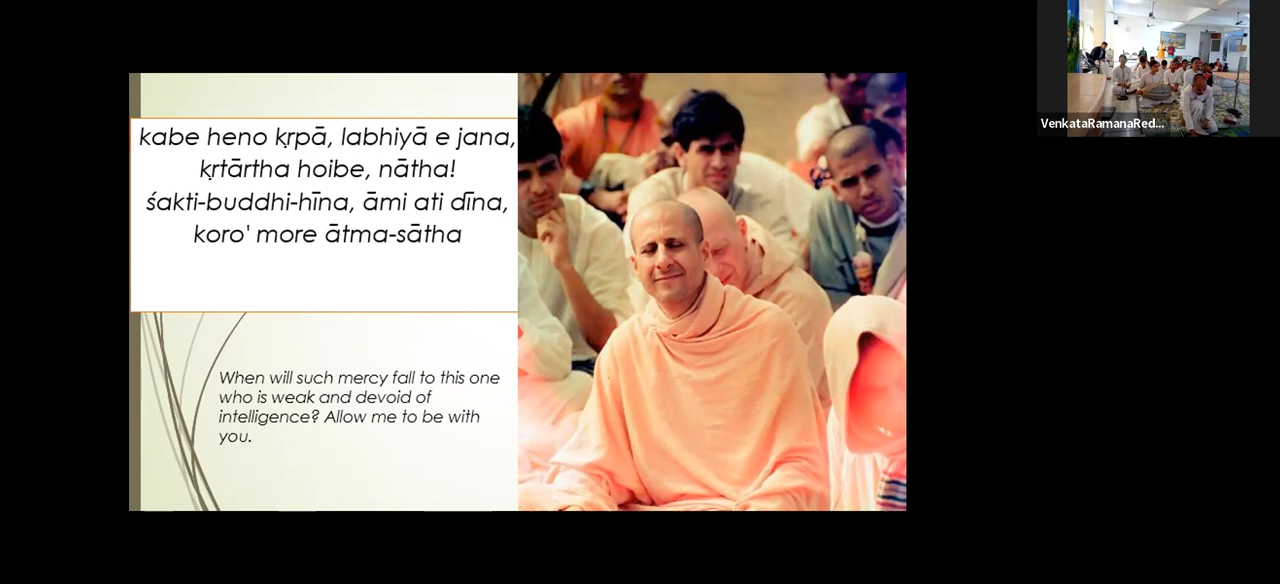 kabe heno kṛpā, labhiyā e jana,
kṛtārtha hoibe, nātha!
śakti-buddhi-hīna, āmi ati dīna,
koro' more ātma-sātha
When will such mercy fall to this one
who is weak and devoid of
intelligence? Allow me to be with
you.
VenkataRamanaRed...